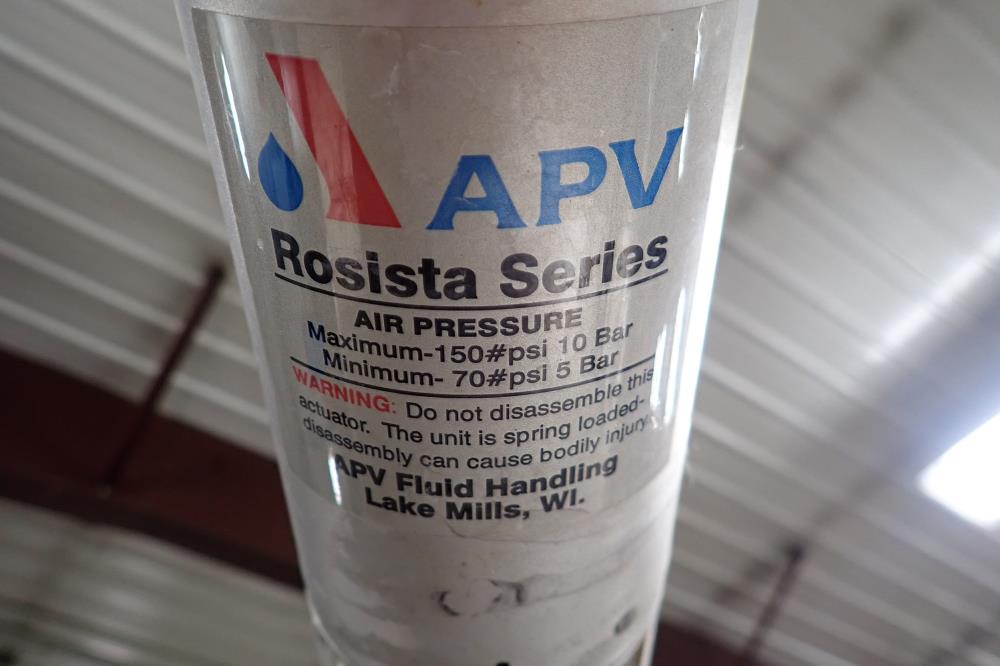 APV
Rosista Series
AIR PRESSURE
Maximum-150#psi 10 Bar
Minimum- 70#psi 5 Bar
WARNING: Do not disassemble this
actuator. The unit is spring loaded-
disassembly can cause bodily injury
APV Fluid Handling
Lake Mills, WI.